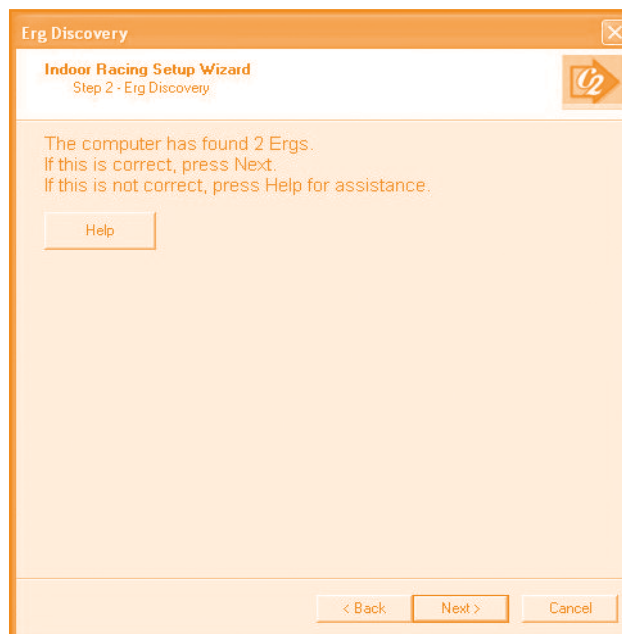 Erg Discovery
Indoor Racing Setup Wizard
Step 2 - Erg Discovery
C2
The computer has found 2 Ergs.
If this is correct, press Next.
If this is not correct, press Help for assistance.
Help
< Back
Next >
Cancel